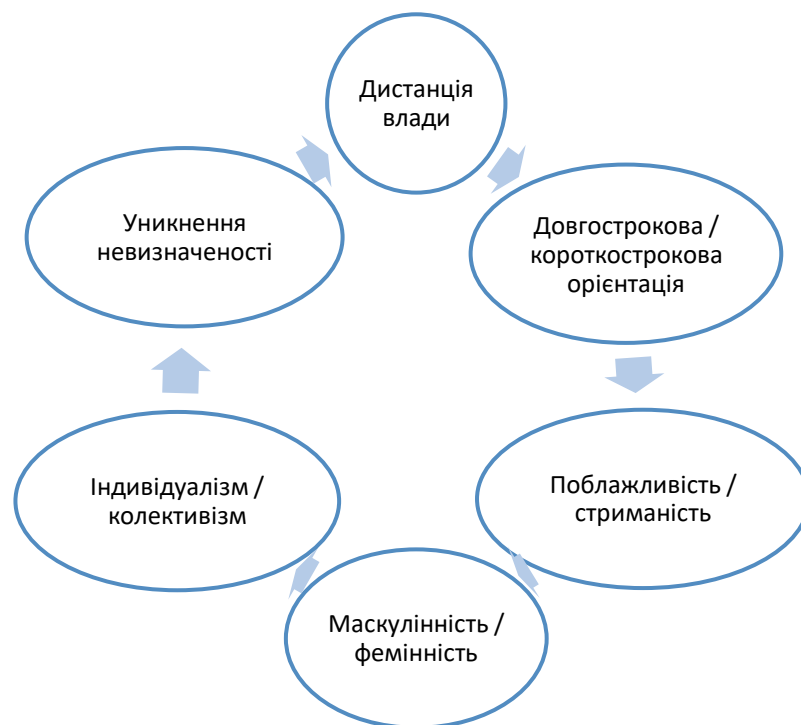 Дистанція
влади
Довгострокова /
короткострокова
орієнтація
Поблажливість /
стриманість
Маскулінність /
фемінність
Індивідуалізм /
колективізм
Уникнення
невизначеності